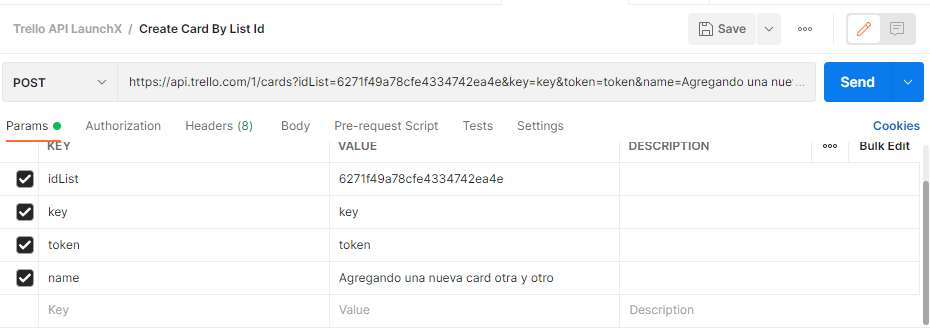 Trello API LaunchX / Create Card By List Id
Save
POST
https://api.trello.com/1/cards?idList=6271f49a78cfe4334742ea4e&key=key&token=token&name=Agregando una nue...
Send
Params Authorization Headers (8) Body Pre-request Script Tests Settings Cookies
KEY VALUE DESCRIPTION Bulk Edit
idList 6271f49a78cfe4334742ea4e
key key
token token
name Agregando una nueva card otra y otro
Key Value Description